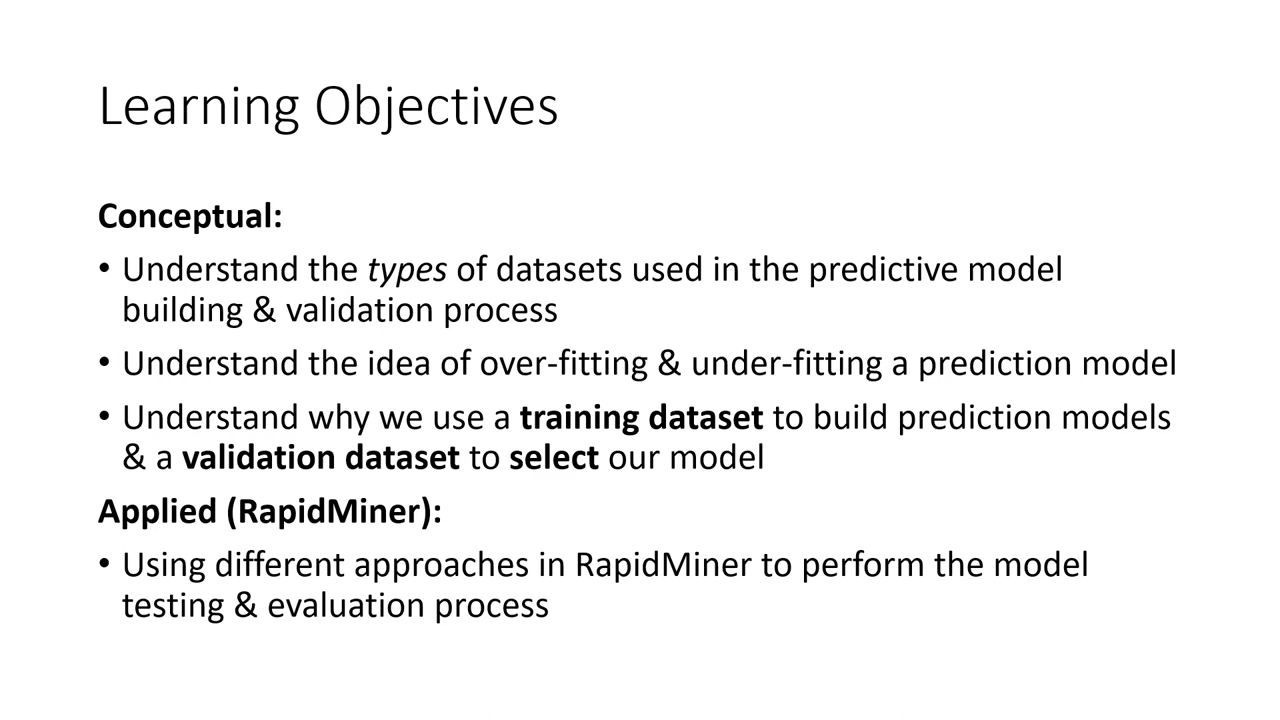 Learning Objectives
Conceptual:
• Understand the types of datasets used in the predictive model
building & validation process
• Understand the idea of over-fitting & under-fitting a prediction model
• Understand why we use a training dataset to build prediction models
& a validation dataset to select our model
Applied (RapidMiner):
• Using different approaches in RapidMiner to perform the model
testing & evaluation process